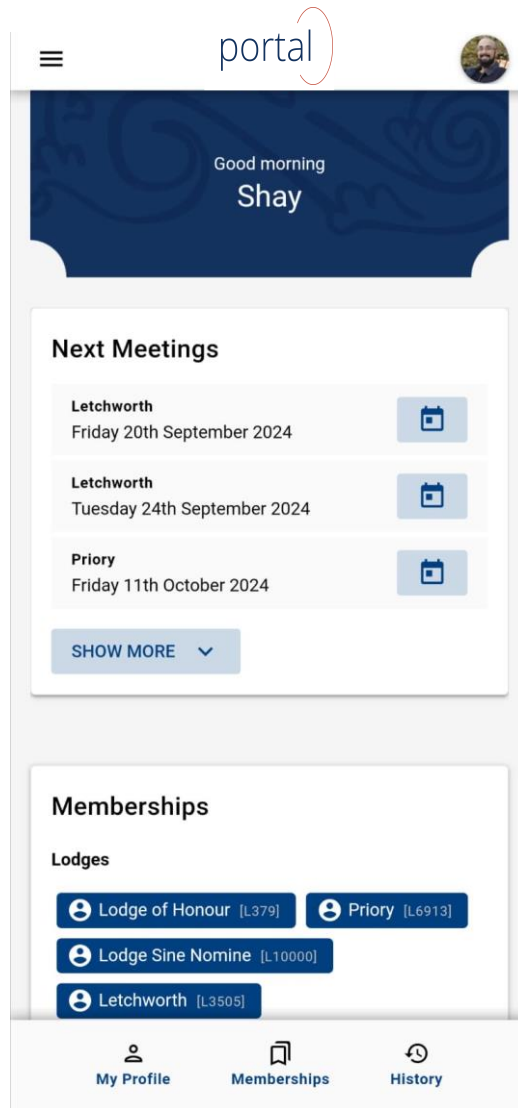 portal
Good morning
Shay
Next Meetings
Letchworth
Friday 20th September 2024
Letchworth
Tuesday 24th September 2024
Priory
Friday 11th October 2024
SHOW MORE
Memberships
Lodges
Lodge of Honour [L379] Priory [L6913]
Lodge Sine Nomine [L10000]
Letchworth [L3505]
My Profile Memberships History